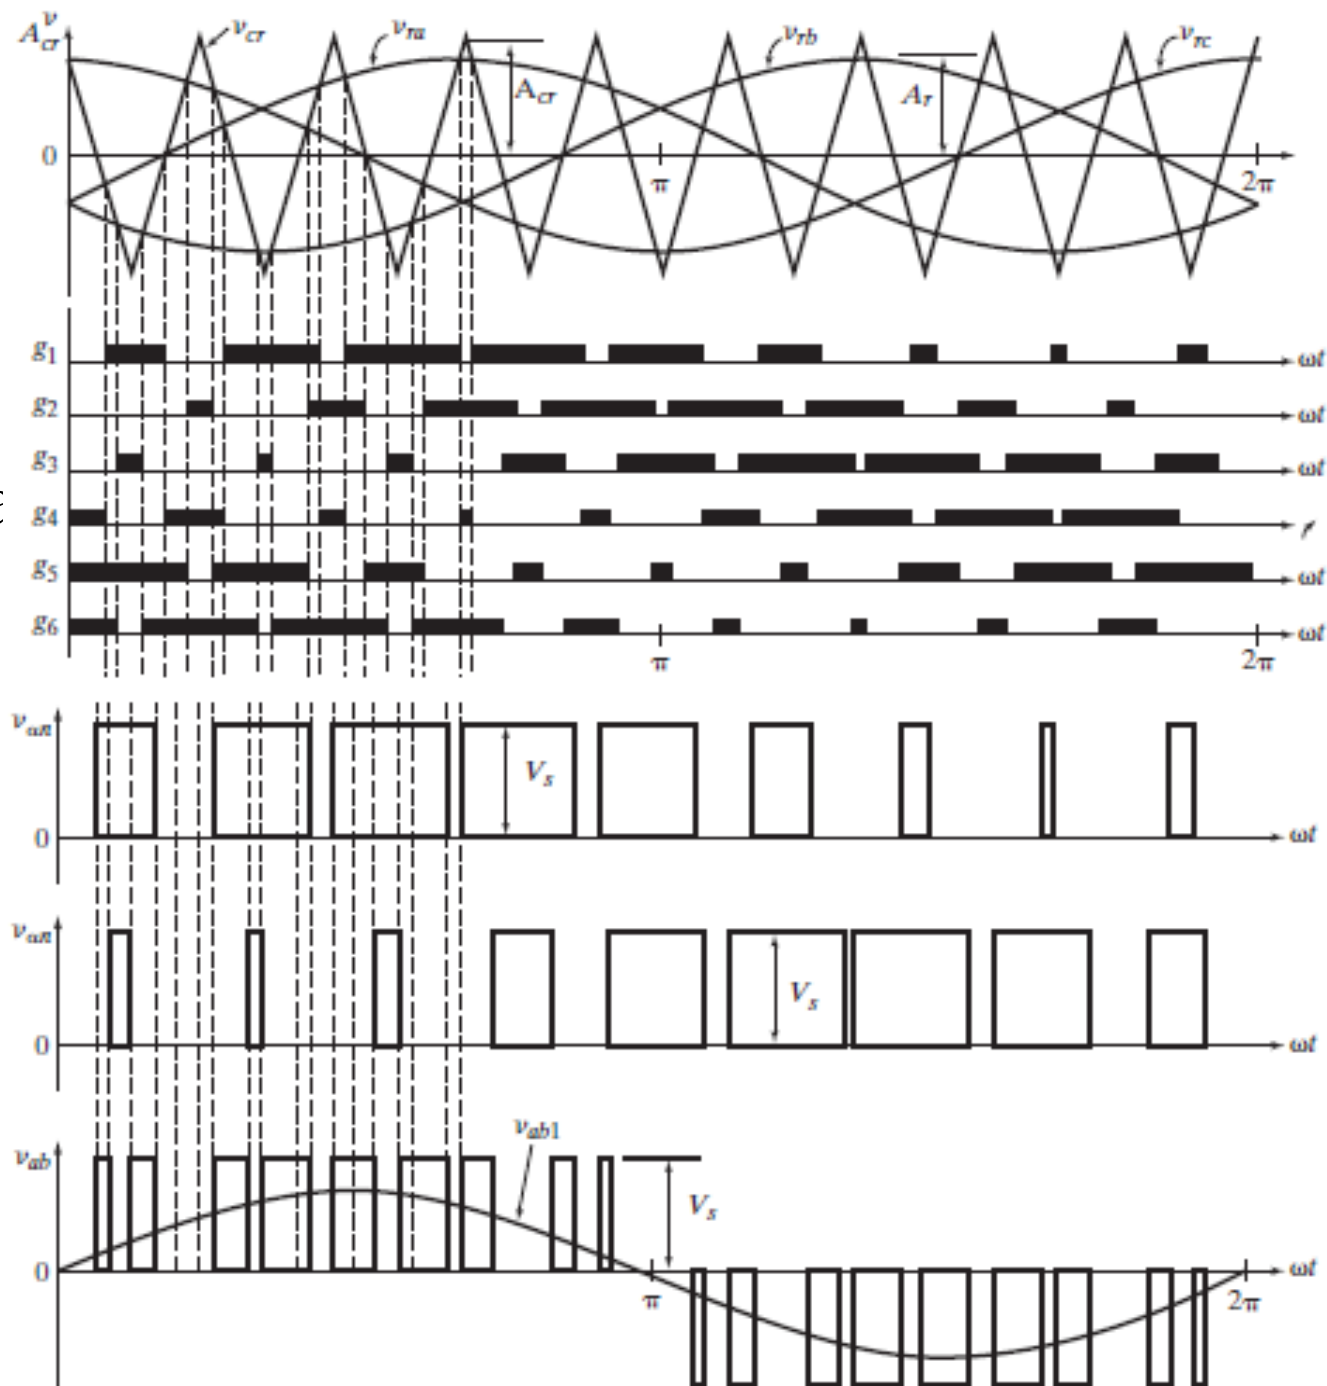 v
A_cr v_cr v_ra v_rb v_rc
A_cr A_r
0 π 2π
g1 ωt
g2 ωt
g3 ωt
g4
g5 ωt
g6 ωt
π 2π
v_an
V_s
0 ωt
v_an
V_s
0 ωt
v_ab1
v_ab
V_s
0 ωt
π 2π